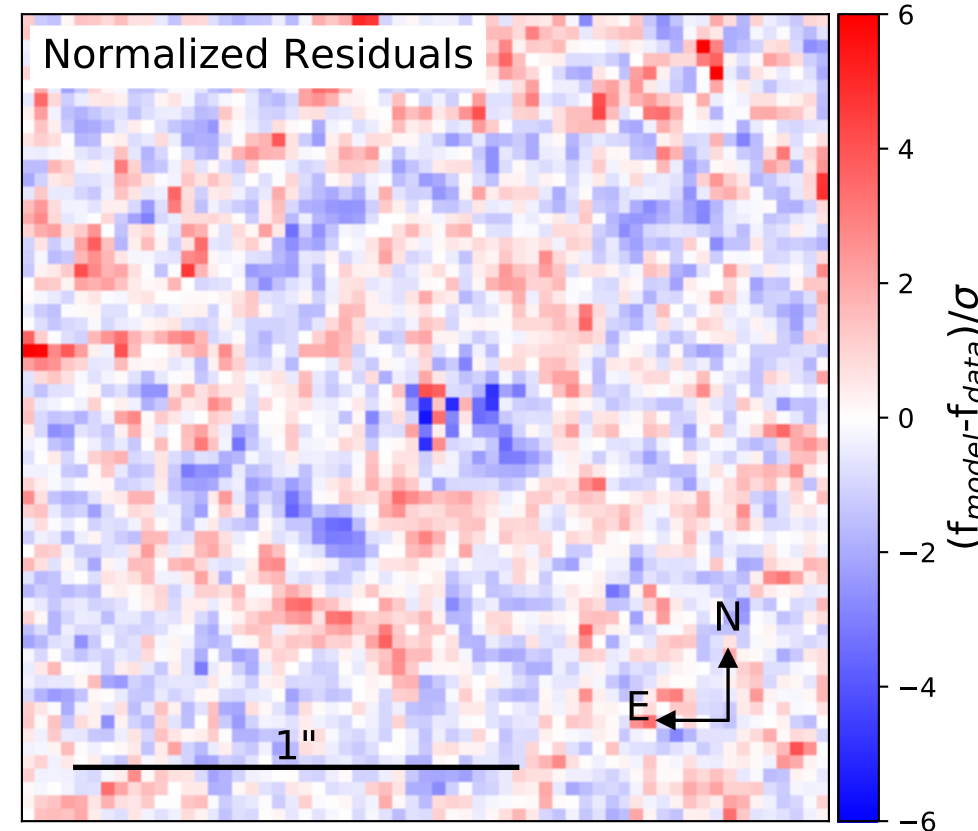 Normalized Residuals
6
4
2
0
−2
−4
−6
(f_model-f_data)/σ
N
E
1"